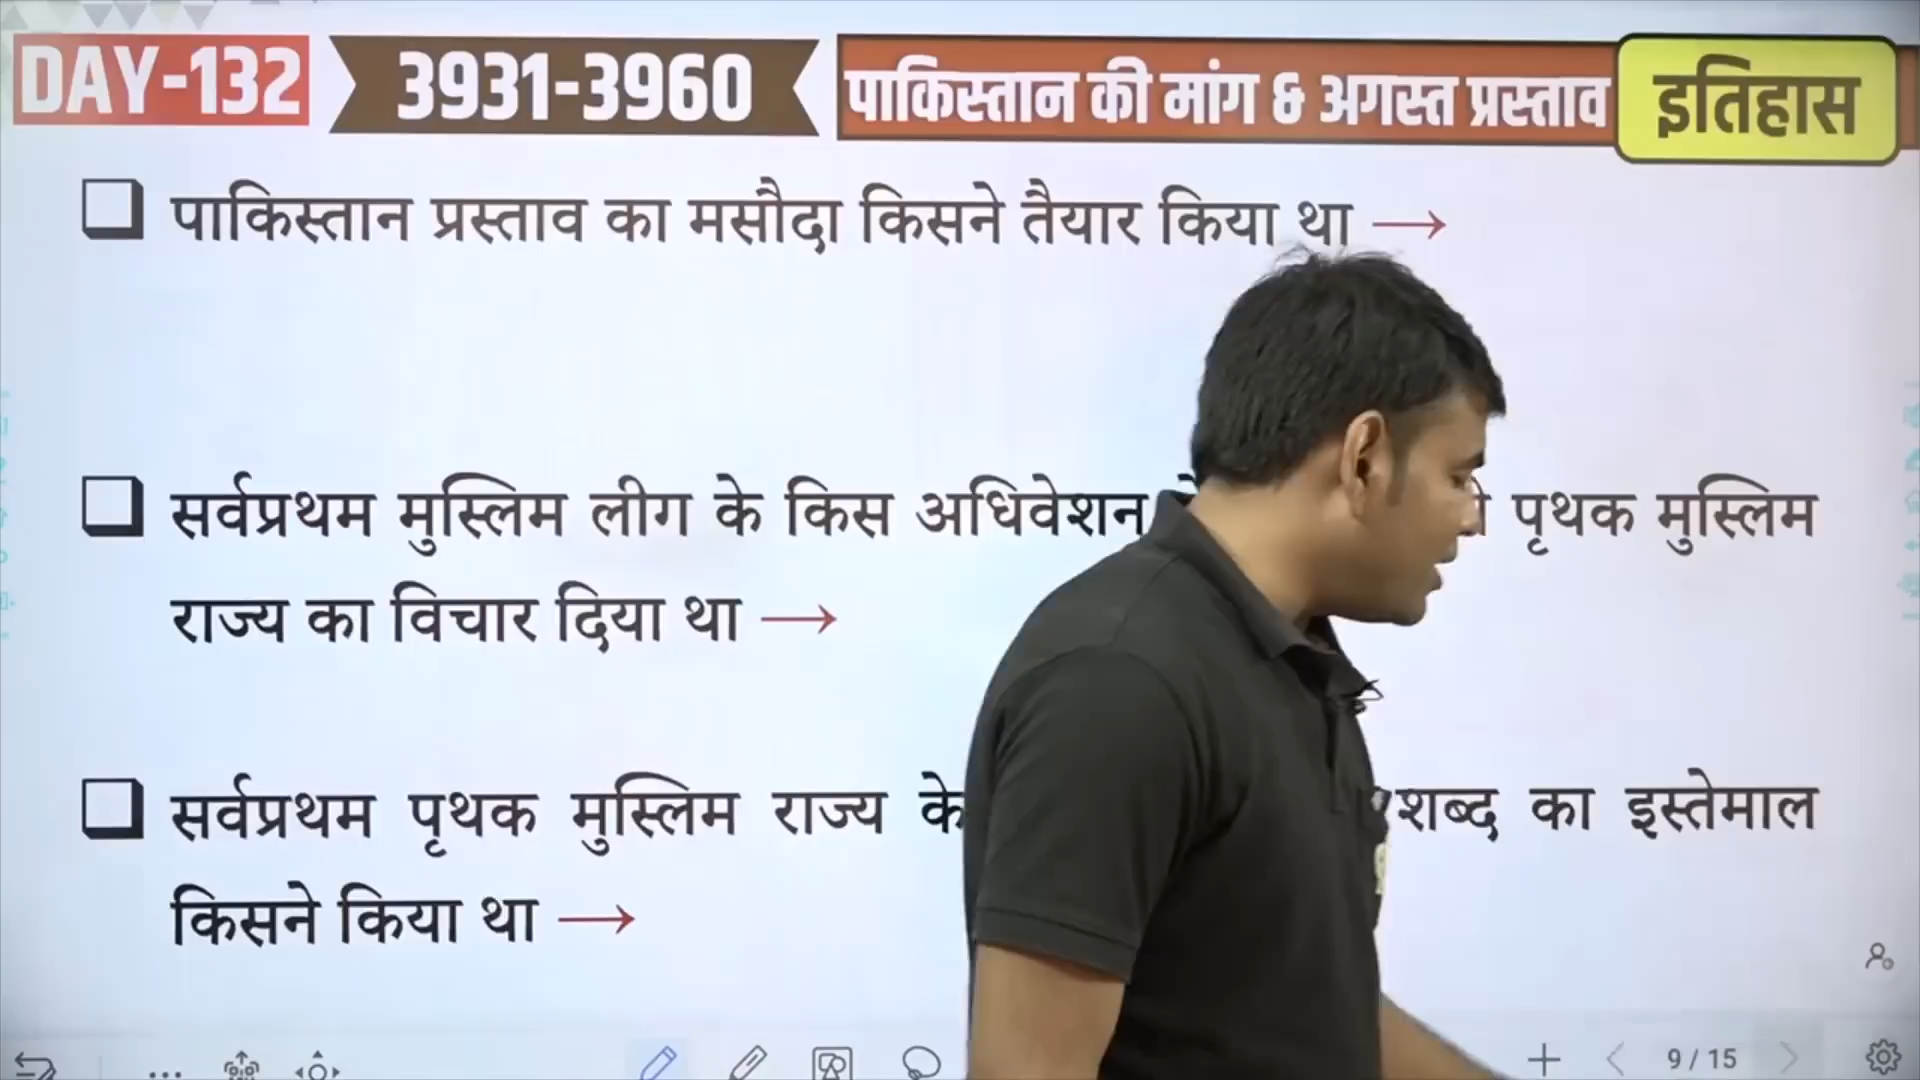 DAY-132 3931-3960 पाकिस्तान की मांग & अगस्त प्रस्ताव इतिहास
पाकिस्तान प्रस्ताव का मसौदा किसने तैयार किया था →
सर्वप्रथम मुस्लिम लीग के किस अधिवेशन पृथक मुस्लिम
राज्य का विचार दिया था →
सर्वप्रथम पृथक मुस्लिम राज्य के शब्द का इस्तेमाल
किसने किया था →
9 / 15